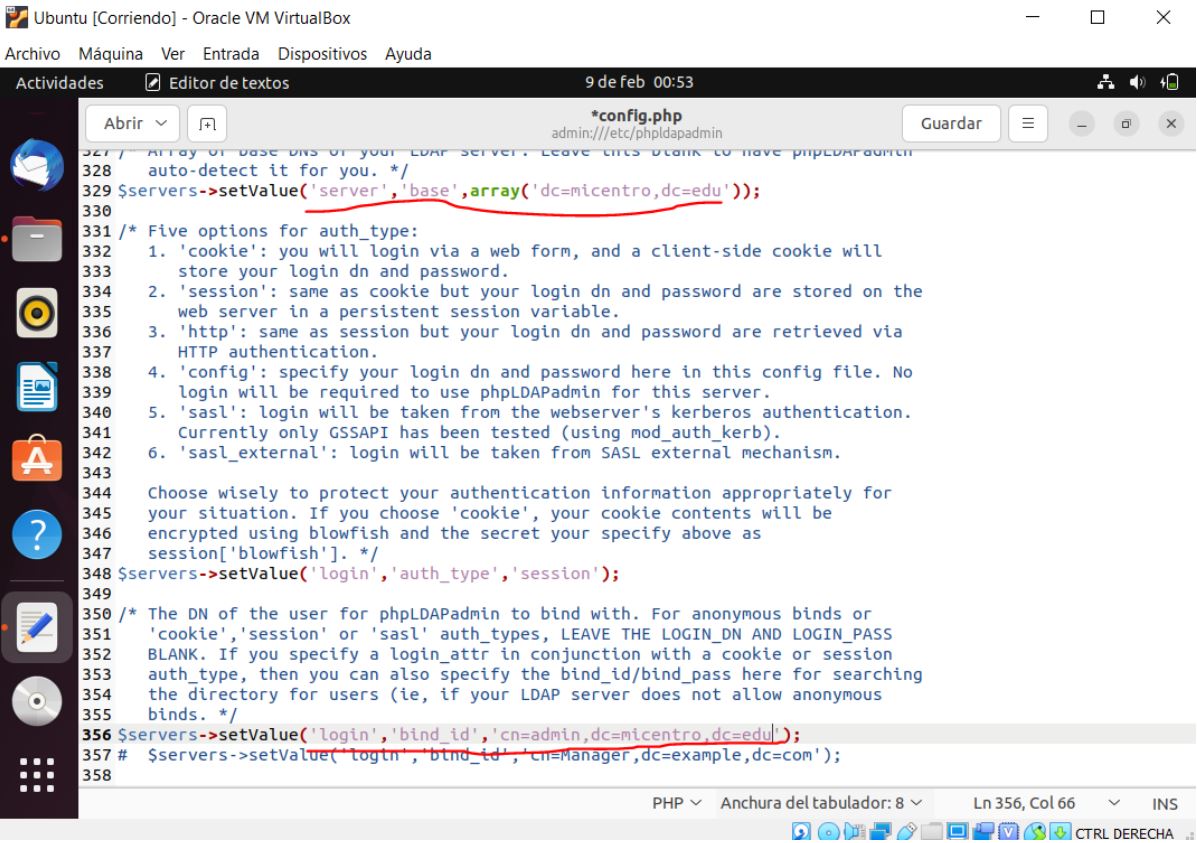 Ubuntu [Corriendo] - Oracle VM VirtualBox
Archivo Máquina Ver Entrada Dispositivos Ayuda
Actividades Editor de textos 9 de feb 00:53
Abrir *config.php Guardar
admin:///etc/phpldapadmin
327 /* Array of base DNs of your LDAP server. Leave this blank to have phpLDAPadmin
328    auto-detect it for you. */
329 $servers->setValue('server','base',array('dc=micentro,dc=edu'));
330
331 /* Five options for auth_type:
332    1. 'cookie': you will login via a web form, and a client-side cookie will
333       store your login dn and password.
334    2. 'session': same as cookie but your login dn and password are stored on the
335       web server in a persistent session variable.
336    3. 'http': same as session but your login dn and password are retrieved via
337       HTTP authentication.
338    4. 'config': specify your login dn and password here in this config file. No
339       login will be required to use phpLDAPadmin for this server.
340    5. 'sasl': login will be taken from the webserver's kerberos authentication.
341       Currently only GSSAPI has been tested (using mod_auth_kerb).
342    6. 'sasl_external': login will be taken from SASL external mechanism.
343
344    Choose wisely to protect your authentication information appropriately for
345    your situation. If you choose 'cookie', your cookie contents will be
346    encrypted using blowfish and the secret your specify above as
347    session['blowfish']. */
348 $servers->setValue('login','auth_type','session');
349
350 /* The DN of the user for phpLDAPadmin to bind with. For anonymous binds or
351    'cookie','session' or 'sasl' auth_types, LEAVE THE LOGIN_DN AND LOGIN_PASS
352    BLANK. If you specify a login_attr in conjunction with a cookie or session
353    auth_type, then you can also specify the bind_id/bind_pass here for searching
354    the directory for users (ie, if your LDAP server does not allow anonymous
355    binds. */
356 $servers->setValue('login','bind_id','cn=admin,dc=micentro,dc=edu');
357 #  $servers->setValue('login','bind_id','cn=Manager,dc=example,dc=com');
358
PHP Anchura del tabulador: 8 Ln 356, Col 66 INS
CTRL DERECHA